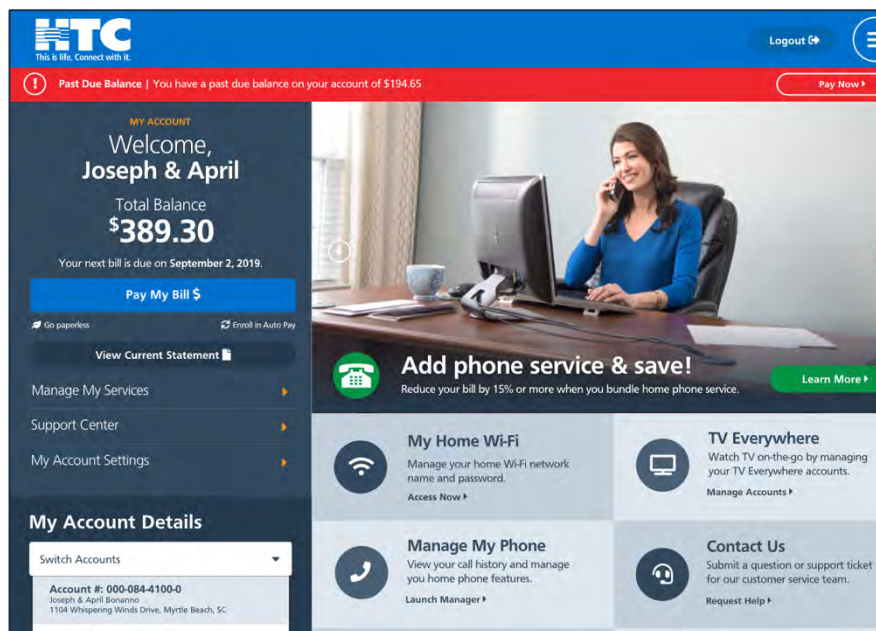 HTC
This is life. Connect with it.
Logout
Past Due Balance | You have a past due balance on your account of $194.65
Pay Now
MY ACCOUNT
Welcome,
Joseph & April
Total Balance
$389.30
Your next bill is due on September 2, 2019.
Pay My Bill $
Go paperless
Enroll in Auto Pay
View Current Statement
Manage My Services
Support Center
My Account Settings
My Account Details
Switch Accounts
Account #: 000-084-4100-0
Joseph & April Bonanno
1104 Whispering Winds Drive, Myrtle Beach, SC
Add phone service & save!
Reduce your bill by 15% or more when you bundle home phone service.
Learn More
My Home Wi-Fi
Manage your home Wi-Fi network
name and password.
Access Now
TV Everywhere
Watch TV on-the-go by managing
your TV Everywhere accounts.
Manage Accounts
Manage My Phone
View your call history and manage
you home phone features.
Launch Manager
Contact Us
Submit a question or support ticket
for our customer service team.
Request Help